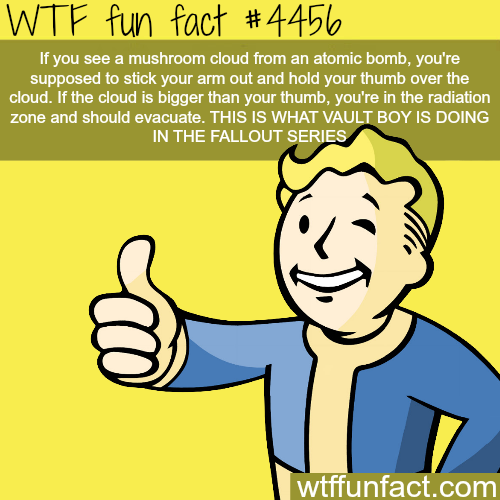 WTF fun fact #4456
If you see a mushroom cloud from an atomic bomb, you're
supposed to stick your arm out and hold your thumb over the
cloud. If the cloud is bigger than your thumb, you're in the radiation
zone and should evacuate. THIS IS WHAT VAULT BOY IS DOING
IN THE FALLOUT SERIES
wtffunfact.com